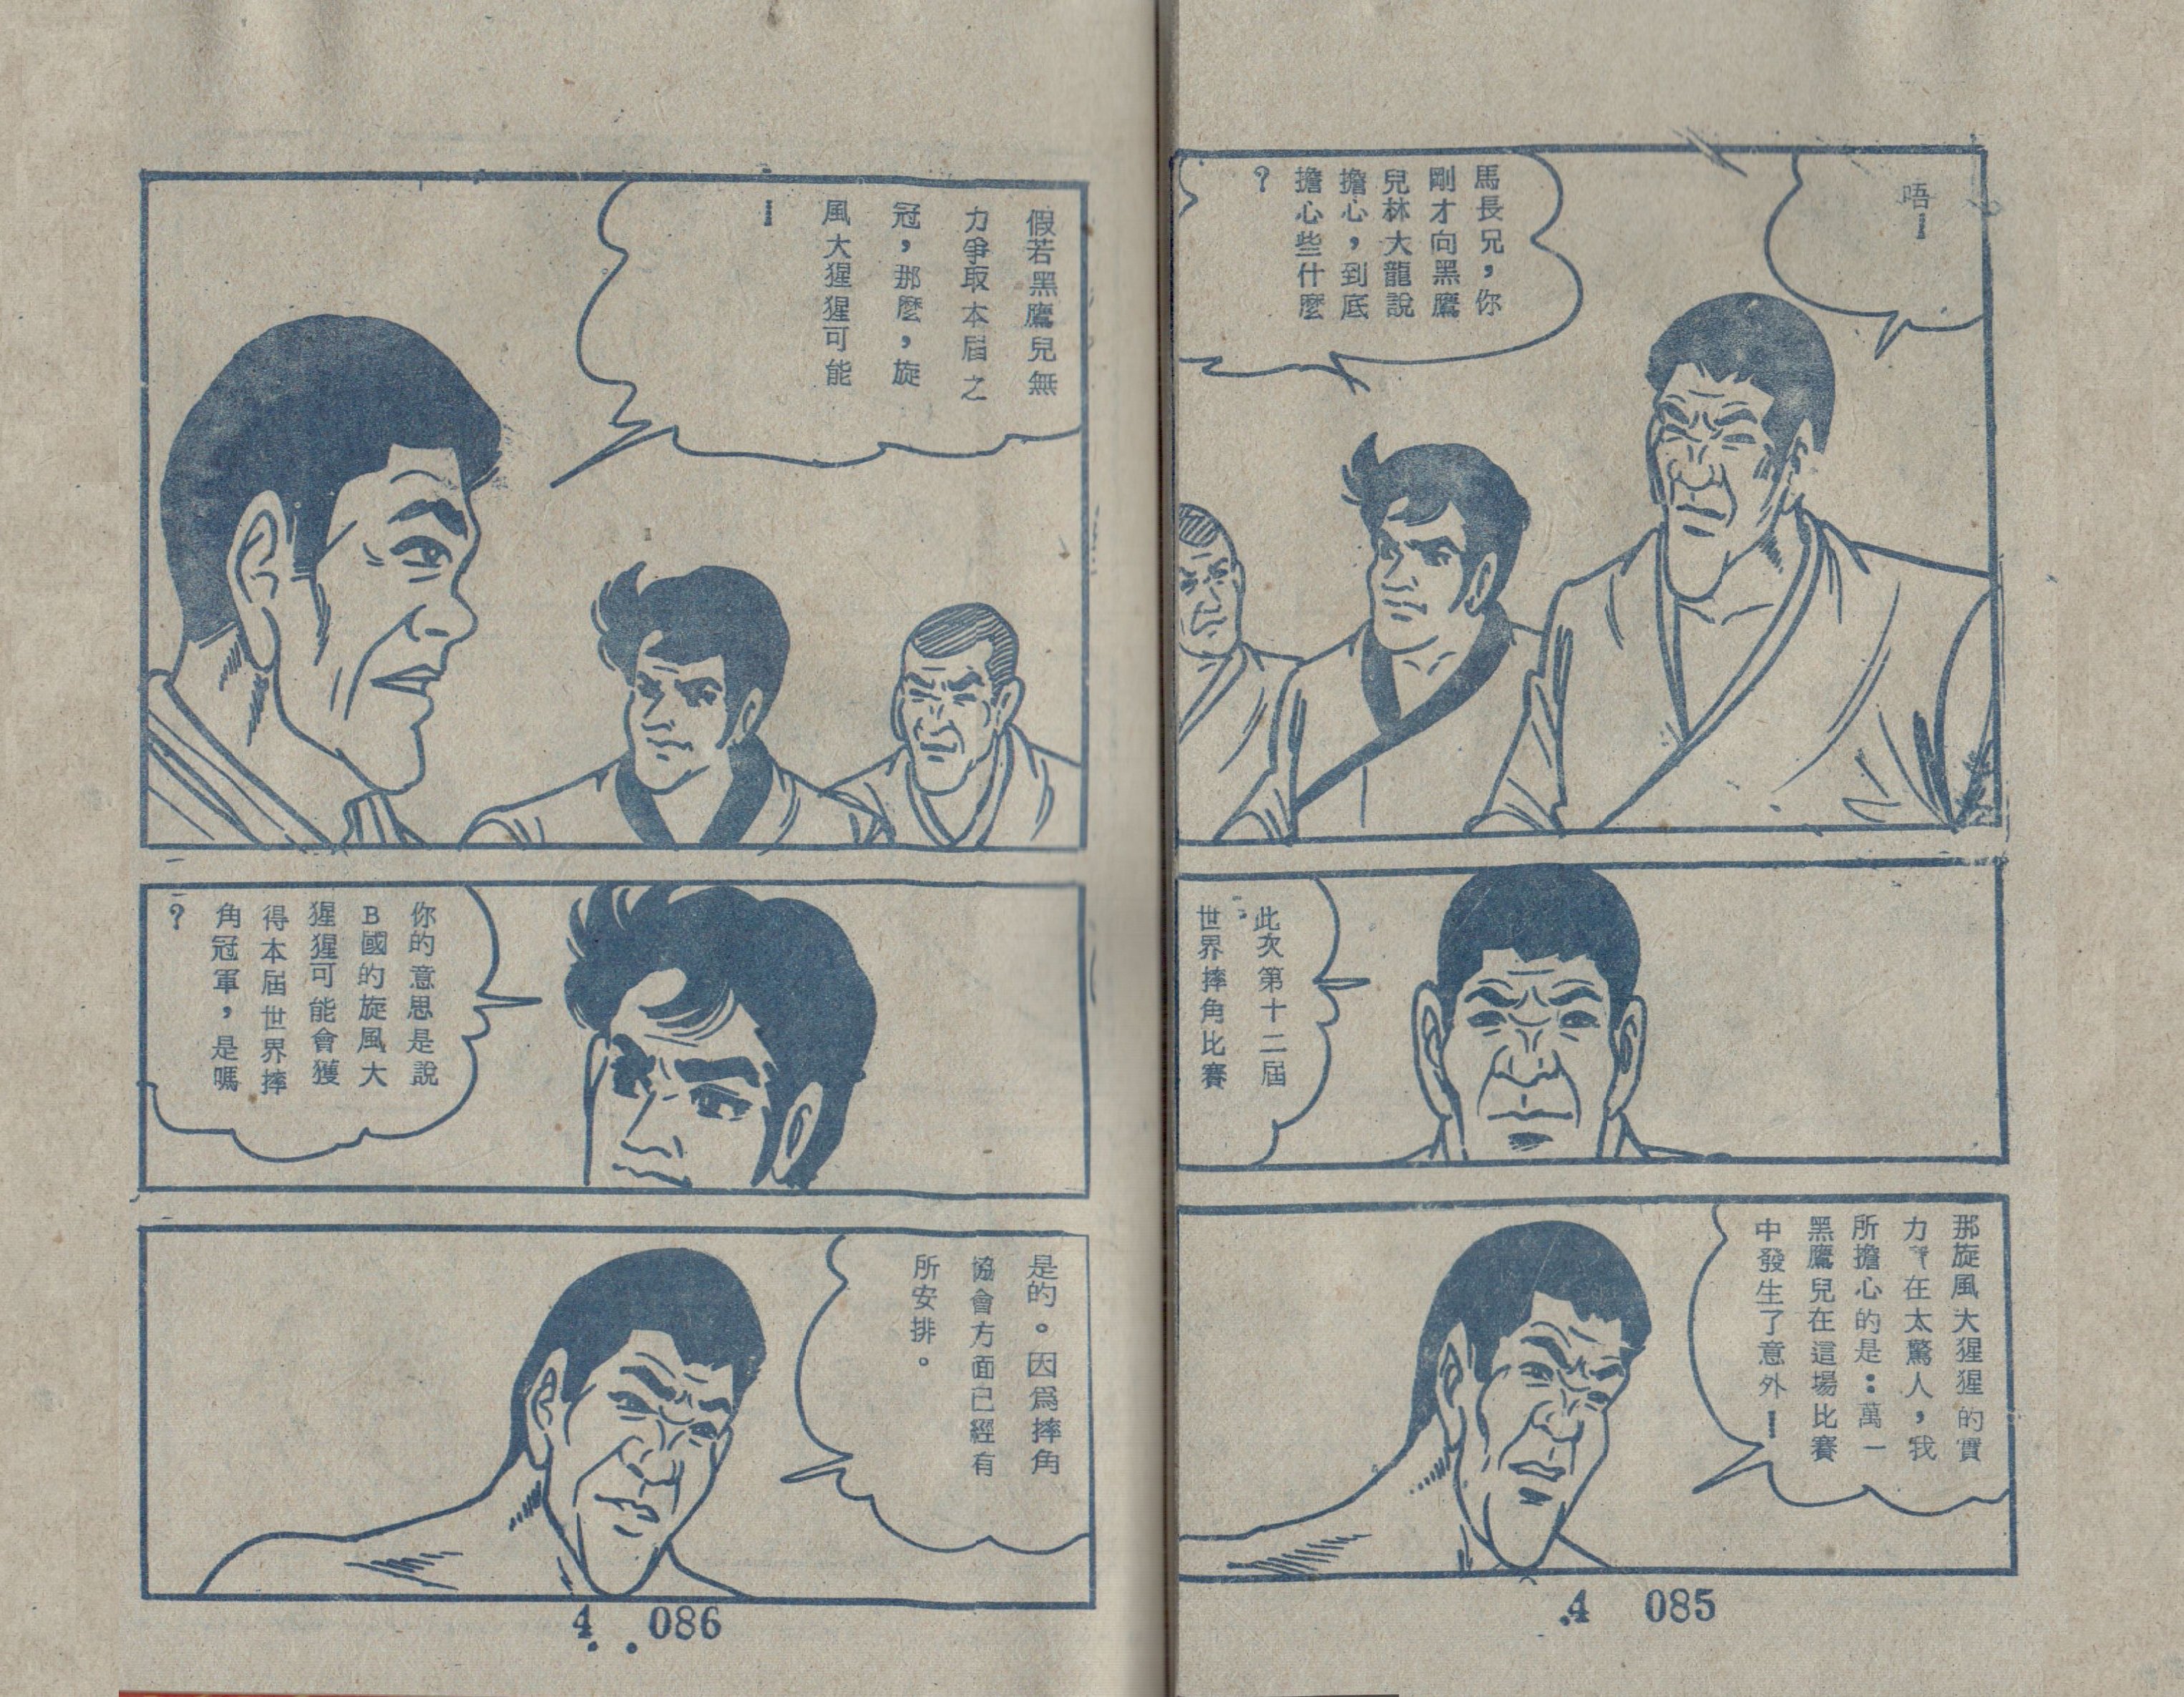 唔！
馬長兄，你
剛才向黑鷹
兒林大龍說
擔心，到底
擔心些什麼
？
此次第十二屆
世界摔角比賽
那旋風大猩猩的實
力在太驚人，我
所擔心的是：萬一
黑鷹兒在這場比賽
中發生了意外！
4 085
假若黑鷹兒無
力爭取本屆之
冠，那麼，旋
風大猩猩可能
！
你的意思是說
B國的旋風大
猩猩可能會獲
得本屆世界摔
角冠軍，是嗎
？
是的。因爲摔角
協會方面已經有
所安排。
4 086